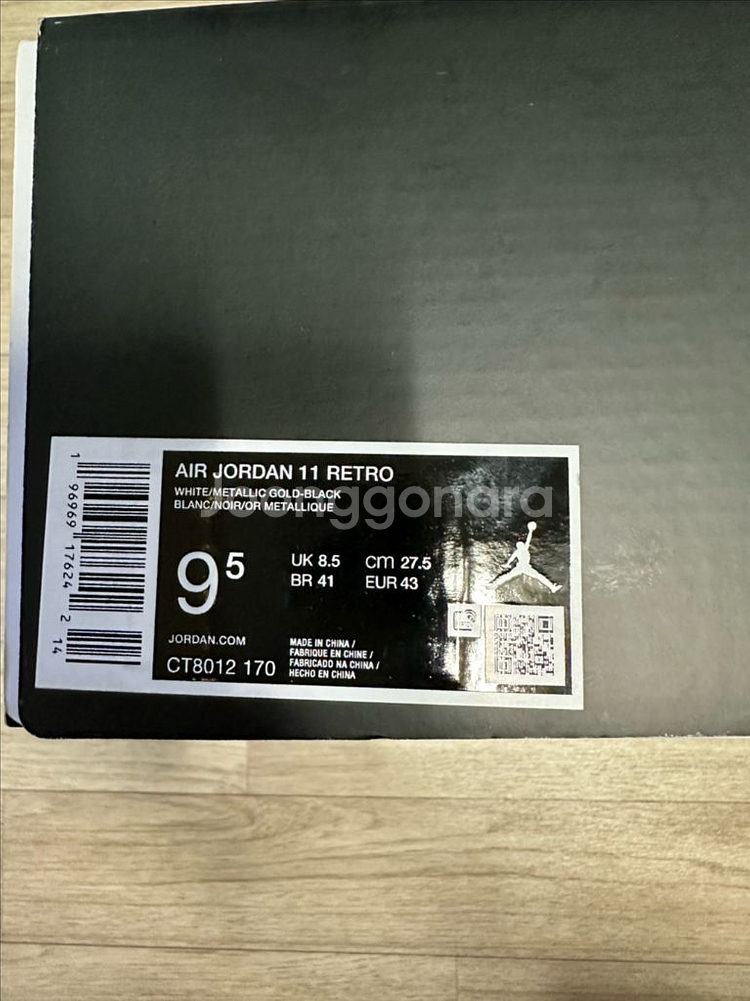 AIR JORDAN 11 RETRO
WHITE/METALLIC GOLD-BLACK
BLANC/NOIR/OR METALLIQUE
Joonggonara
9⁵
UK 8.5 cm 27.5
BR 41 EUR 43
JORDAN.COM
CT8012 170
MADE IN CHINA /
FABRIQUE EN CHINE /
FABRICADO NA CHINA /
HECHO EN CHINA
1 96969 17624 2 14